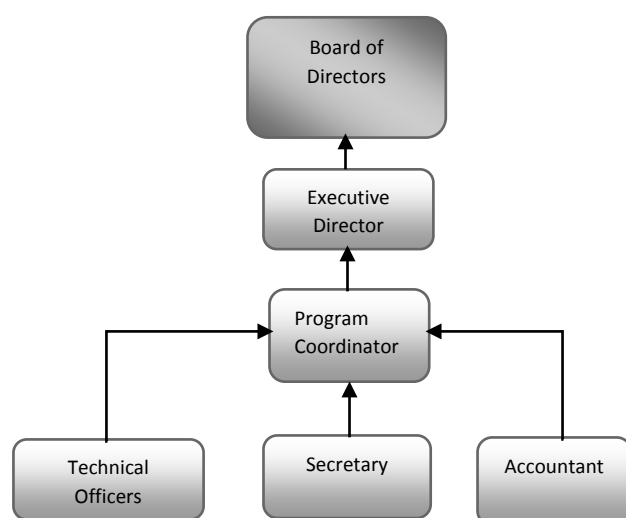 Board of
Directors
Executive
Director
Program
Coordinator
Technical
Officers
Secretary
Accountant